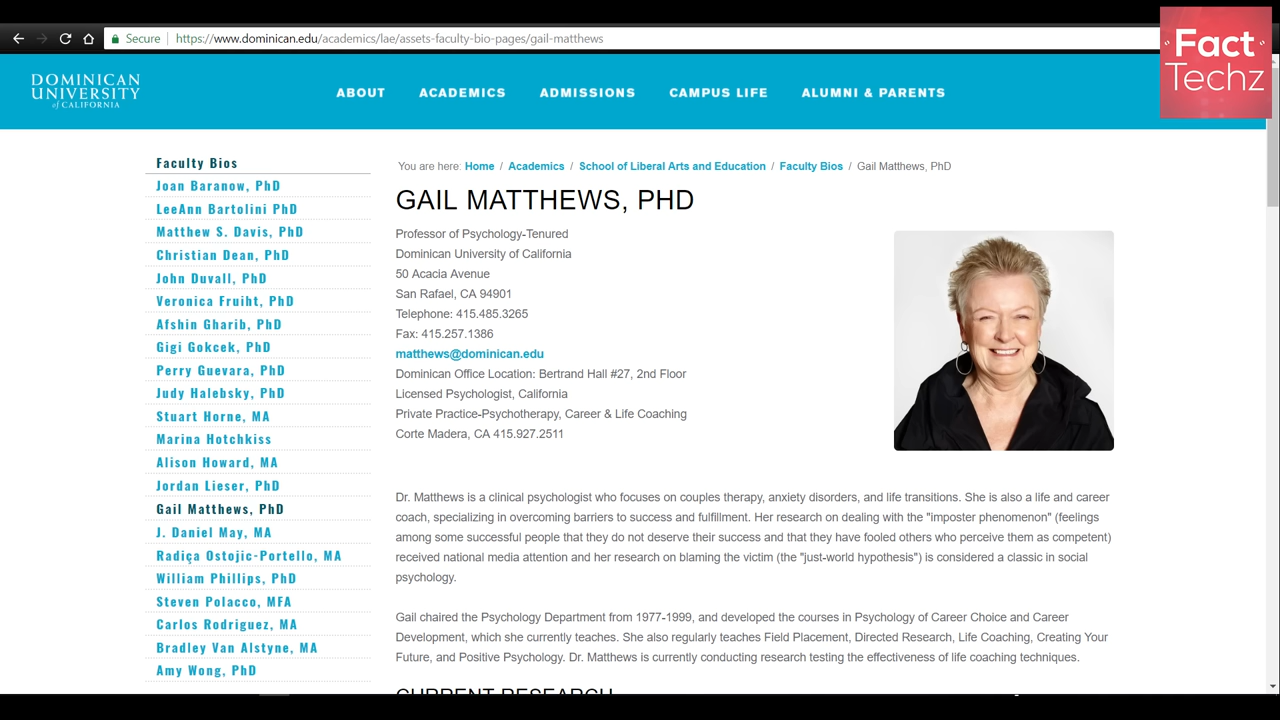 Secure
https://www.dominican.edu/academics/lae/assets-faculty-bio-pages/gail-matthews
Fact
Techz
DOMINICAN
UNIVERSITY
of CALIFORNIA
ABOUT
ACADEMICS
ADMISSIONS
CAMPUS LIFE
ALUMNI & PARENTS
Faculty Bios
Joan Baranow, PhD
LeeAnn Bartolini PhD
Matthew S. Davis, PhD
Christian Dean, PhD
John Duvall, PhD
Veronica Fruiht, PhD
Afshin Gharib, PhD
Gigi Gokcek, PhD
Perry Guevara, PhD
Judy Halebsky, PhD
Stuart Horne, MA
Marina Hotchkiss
Alison Howard, MA
Jordan Lieser, PhD
Gail Matthews, PhD
J. Daniel May, MA
Radiça Ostojic-Portello, MA
William Phillips, PhD
Steven Polacco, MFA
Carlos Rodriguez, MA
Bradley Van Alstyne, MA
Amy Wong, PhD
You are here: Home / Academics / School of Liberal Arts and Education / Faculty Bios / Gail Matthews, PhD
GAIL MATTHEWS, PHD
Professor of Psychology-Tenured
Dominican University of California
50 Acacia Avenue
San Rafael, CA 94901
Telephone: 415.485.3265
Fax: 415.257.1386
matthews@dominican.edu
Dominican Office Location: Bertrand Hall #27, 2nd Floor
Licensed Psychologist, California
Private Practice-Psychotherapy, Career & Life Coaching
Corte Madera, CA 415.927.2511
Dr. Matthews is a clinical psychologist who focuses on couples therapy, anxiety disorders, and life transitions. She is also a life and career
coach, specializing in overcoming barriers to success and fulfillment. Her research on dealing with the "imposter phenomenon" (feelings
among some successful people that they do not deserve their success and that they have fooled others who perceive them as competent)
received national media attention and her research on blaming the victim (the "just-world hypothesis") is considered a classic in social
psychology.
Gail chaired the Psychology Department from 1977-1999, and developed the courses in Psychology of Career Choice and Career
Development, which she currently teaches. She also regularly teaches Field Placement, Directed Research, Life Coaching, Creating Your
Future, and Positive Psychology. Dr. Matthews is currently conducting research testing the effectiveness of life coaching techniques.
CURRENT RESEARCH